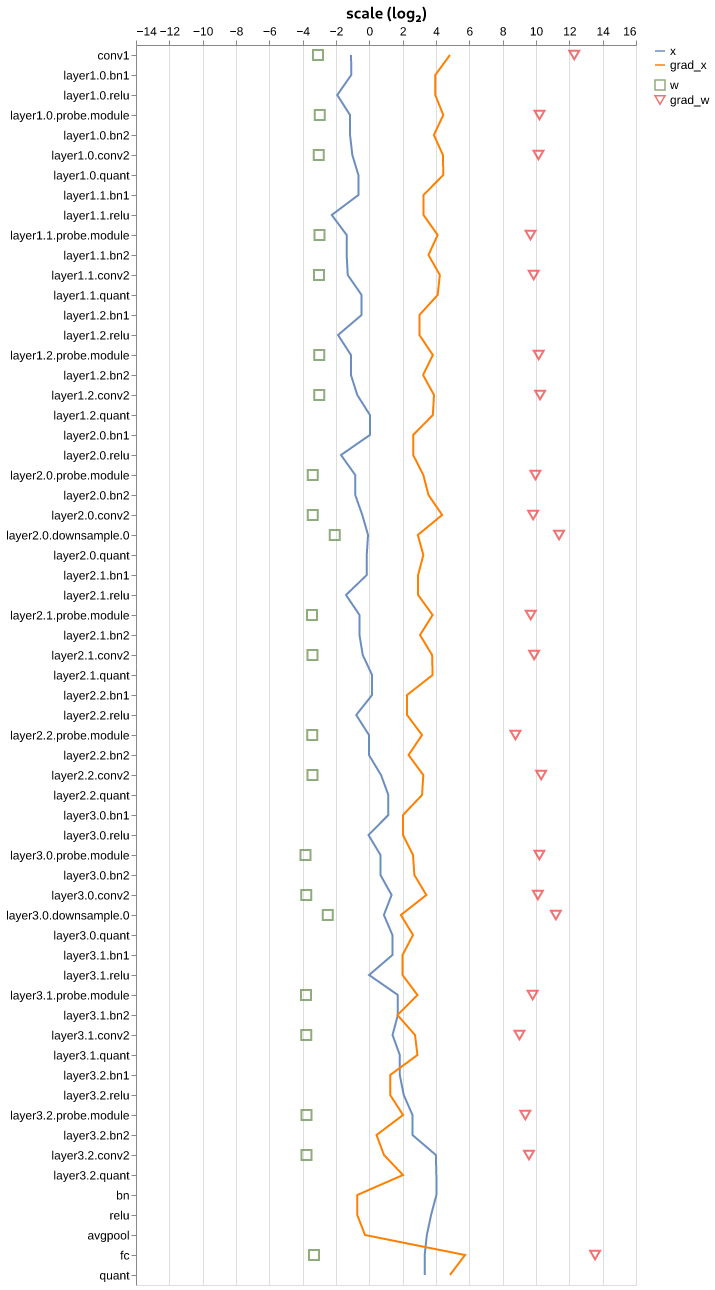 scale (log₂)
−14 −12 −10 −8 −6 −4 −2 0 2 4 6 8 10 12 14 16
x
grad_x
w
grad_w
conv1
layer1.0.bn1
layer1.0.relu
layer1.0.probe.module
layer1.0.bn2
layer1.0.conv2
layer1.0.quant
layer1.1.bn1
layer1.1.relu
layer1.1.probe.module
layer1.1.bn2
layer1.1.conv2
layer1.1.quant
layer1.2.bn1
layer1.2.relu
layer1.2.probe.module
layer1.2.bn2
layer1.2.conv2
layer1.2.quant
layer2.0.bn1
layer2.0.relu
layer2.0.probe.module
layer2.0.bn2
layer2.0.conv2
layer2.0.downsample.0
layer2.0.quant
layer2.1.bn1
layer2.1.relu
layer2.1.probe.module
layer2.1.bn2
layer2.1.conv2
layer2.1.quant
layer2.2.bn1
layer2.2.relu
layer2.2.probe.module
layer2.2.bn2
layer2.2.conv2
layer2.2.quant
layer3.0.bn1
layer3.0.relu
layer3.0.probe.module
layer3.0.bn2
layer3.0.conv2
layer3.0.downsample.0
layer3.0.quant
layer3.1.bn1
layer3.1.relu
layer3.1.probe.module
layer3.1.bn2
layer3.1.conv2
layer3.1.quant
layer3.2.bn1
layer3.2.relu
layer3.2.probe.module
layer3.2.bn2
layer3.2.conv2
layer3.2.quant
bn
relu
avgpool
fc
quant